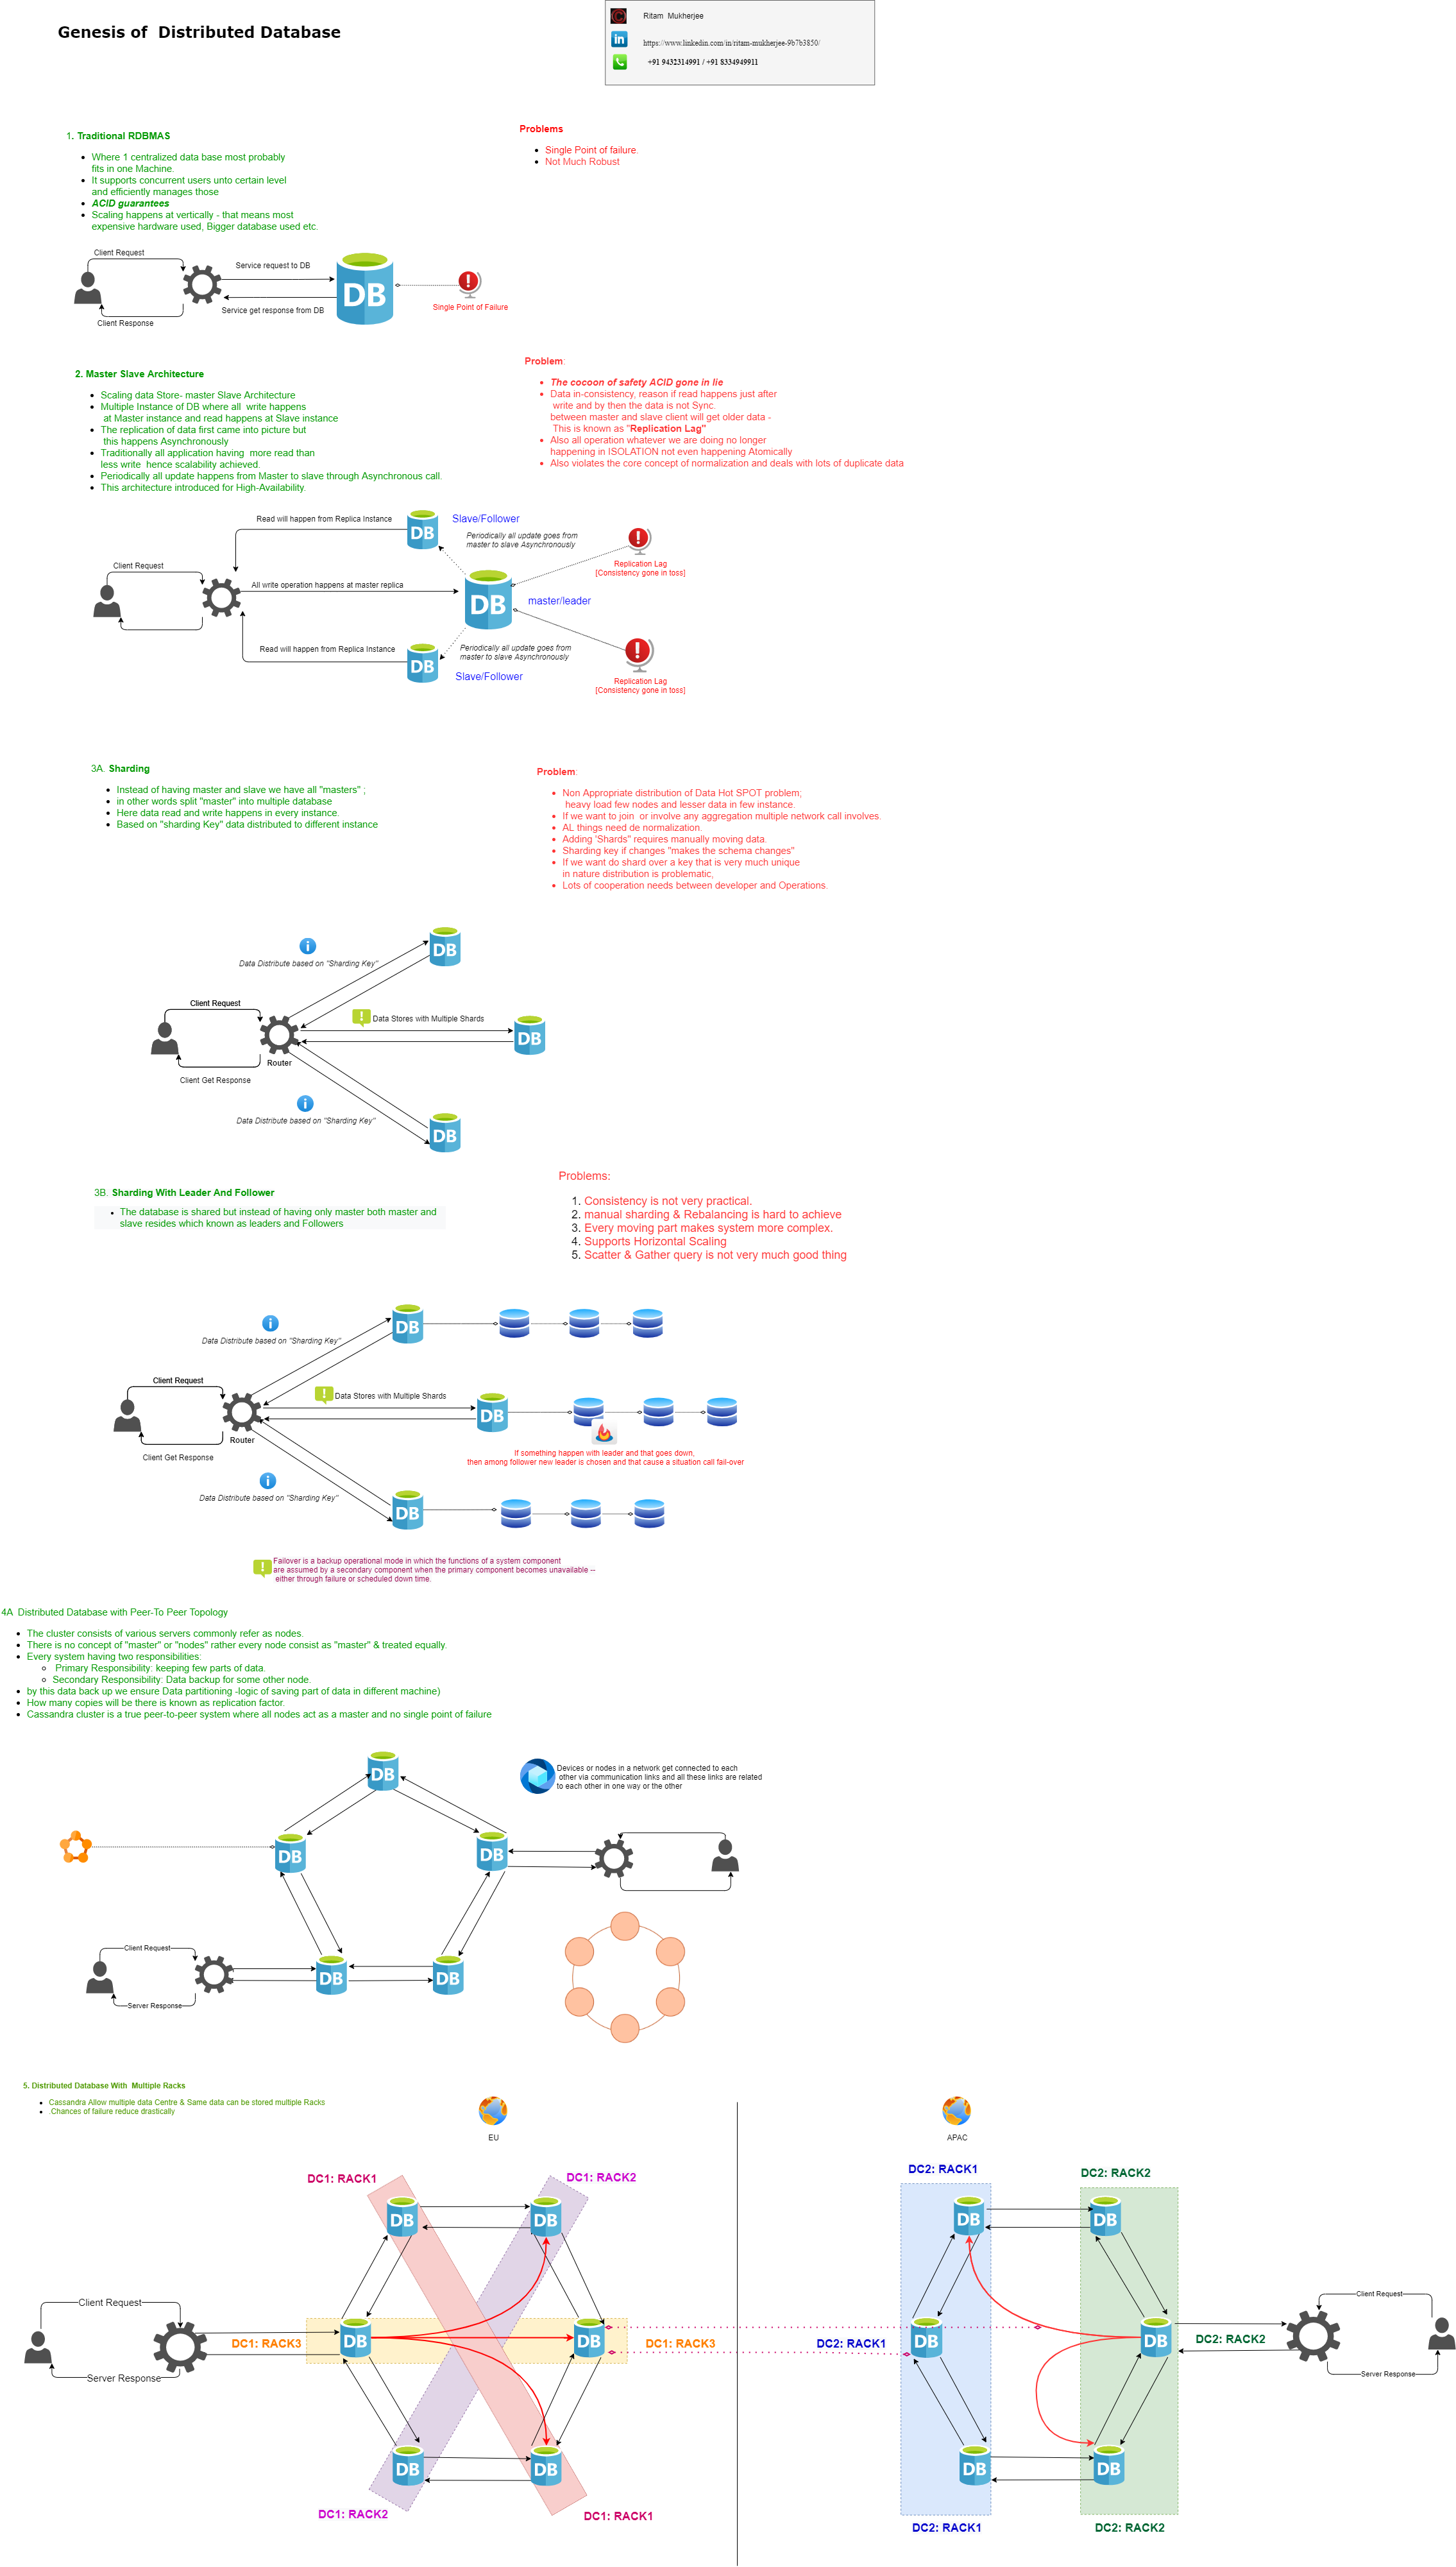 Genesis of  Distributed Database
Ritam  Mukherjee
https://www.linkedin.com/in/ritam-mukherjee-9b7b3850/
+91 9432314991 / +91 8334949911
1. Traditional RDBMAS
Where 1 centralized data base most probably
fits in one Machine.
It supports concurrent users unto certain level
and efficiently manages those
ACID guarantees
Scaling happens at vertically - that means most
expensive hardware used, Bigger database used etc.
Problems
Single Point of failure.
Not Much Robust
Client Request
Service request to DB
DB
Service get response from DB
Client Response
Single Point of Failure
2. Master Slave Architecture
Scaling data Store- master Slave Architecture
Multiple Instance of DB where all  write happens
at Master instance and read happens at Slave instance
The replication of data first came into picture but
this happens Asynchronously
Traditionally all application having  more read than
less write  hence scalability achieved.
Periodically all update happens from Master to slave through Asynchronous call.
This architecture introduced for High-Availability.
Problem:
The cocoon of safety ACID gone in lie
Data in-consistency, reason if read happens just after
write and by then the data is not Sync.
between master and slave client will get older data -
This is known as "Replication Lag"
Also all operation whatever we are doing no longer
happening in ISOLATION not even happening Atomically
Also violates the core concept of normalization and deals with lots of duplicate data
Read will happen from Replica Instance
DB
Slave/Follower
Periodically all update goes from
master to slave Asynchronously
Replication Lag
[Consistency gone in toss]
Client Request
All write operation happens at master replica
DB
master/leader
Read will happen from Replica Instance
DB
Periodically all update goes from
master to slave Asynchronously
Slave/Follower
Replication Lag
[Consistency gone in toss]
3A. Sharding
Instead of having master and slave we have all "masters" ;
in other words split "master" into multiple database
Here data read and write happens in every instance.
Based on "sharding Key" data distributed to different instance
Problem:
Non Appropriate distribution of Data Hot SPOT problem;
heavy load few nodes and lesser data in few instance.
If we want to join  or involve any aggregation multiple network call involves.
AL things need de normalization.
Adding 'Shards" requires manually moving data.
Sharding key if changes "makes the schema changes"
If we want do shard over a key that is very much unique
in nature distribution is problematic,
Lots of cooperation needs between developer and Operations.
DB
Data Distribute based on "Sharding Key"
Client Request
Data Stores with Multiple Shards
DB
Router
Client Get Response
Data Distribute based on "Sharding Key"
DB
3B. Sharding With Leader And Follower
The database is shared but instead of having only master both master and
slave resides which known as leaders and Followers
Problems:
1. Consistency is not very practical.
2. manual sharding & Rebalancing is hard to achieve
3. Every moving part makes system more complex.
4. Supports Horizontal Scaling
5. Scatter & Gather query is not very much good thing
DB
Data Distribute based on "Sharding Key"
Client Request
Data Stores with Multiple Shards
DB
Router
Client Get Response
If something happen with leader and that goes down,
then among follower new leader is chosen and that cause a situation call fail-over
Data Distribute based on "Sharding Key"
DB
Failover is a backup operational mode in which the functions of a system component
are assumed by a secondary component when the primary component becomes unavailable --
either through failure or scheduled down time.
4A  Distributed Database with Peer-To Peer Topology
The cluster consists of various servers commonly refer as nodes.
There is no concept of "master" or "nodes" rather every node consist as "master" & treated equally.
Every system having two responsibilities:
Primary Responsibility: keeping few parts of data.
Secondary Responsibility: Data backup for some other node.
by this data back up we ensure Data partitioning -logic of saving part of data in different machine)
How many copies will be there is known as replication factor.
Cassandra cluster is a true peer-to-peer system where all nodes act as a master and no single point of failure
DB
Devices or nodes in a network get connected to each
other via communication links and all these links are related
to each other in one way or the other
DB
DB
Client Request
DB
DB
Server Response
5. Distributed Database With  Multiple Racks
Cassandra Allow multiple data Centre & Same data can be stored multiple Racks
.Chances of failure reduce drastically
EU
APAC
DC1: RACK1
DC1: RACK2
DC2: RACK1
DC2: RACK2
DB
DB
DB
DB
Client Request
DC1: RACK3
DB
DB
DC1: RACK3
DC2: RACK1
DB
DB
DC2: RACK2
Client Request
Server Response
Server Response
DB
DB
DB
DB
DC1: RACK2
DC1: RACK1
DC2: RACK1
DC2: RACK2